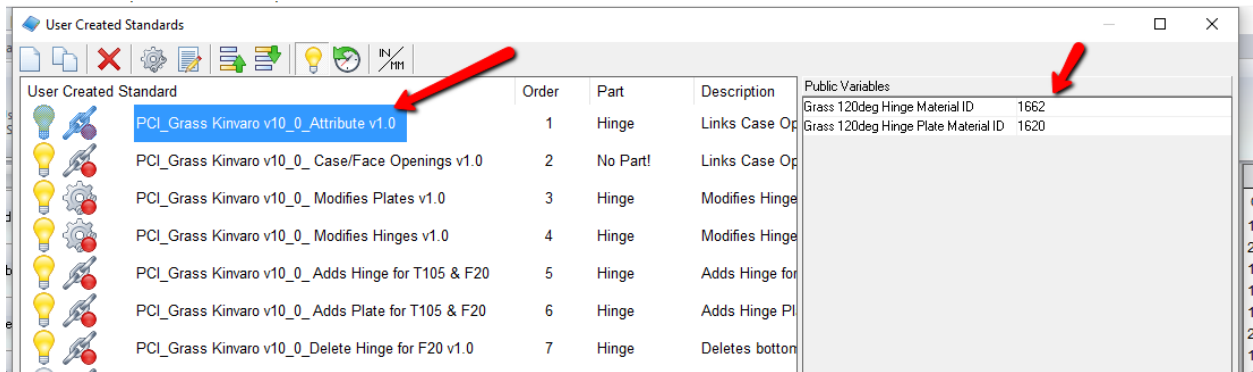 User Created Standards
IN/MM
User Created Standard Order Part Description
PCI_Grass Kinvaro v10_0_Attribute v1.0 1 Hinge Links Case Op
PCI_Grass Kinvaro v10_0_ Case/Face Openings v1.0 2 No Part! Links Case Op
PCI_Grass Kinvaro v10_0_ Modifies Plates v1.0 3 Hinge Modifies Hinge
PCI_Grass Kinvaro v10_0_ Modifies Hinges v1.0 4 Hinge Modifies Hinge
PCI_Grass Kinvaro v10_0_ Adds Hinge for T105 & F20 5 Hinge Adds Hinge for
PCI_Grass Kinvaro v10_0_ Adds Plate for T105 & F20 6 Hinge Adds Hinge Pl
PCI_Grass Kinvaro v10_0_Delete Hinge for F20 v1.0 7 Hinge Deletes bottom
Public Variables
Grass 120deg Hinge Material ID 1662
Grass 120deg Hinge Plate Material ID 1620